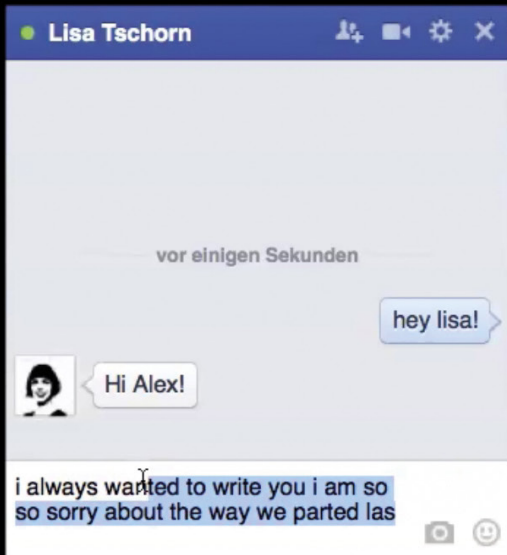 Lisa Tschorn
vor einigen Sekunden
hey lisa!
Hi Alex!
i always wanted to write you i am so
so sorry about the way we parted las